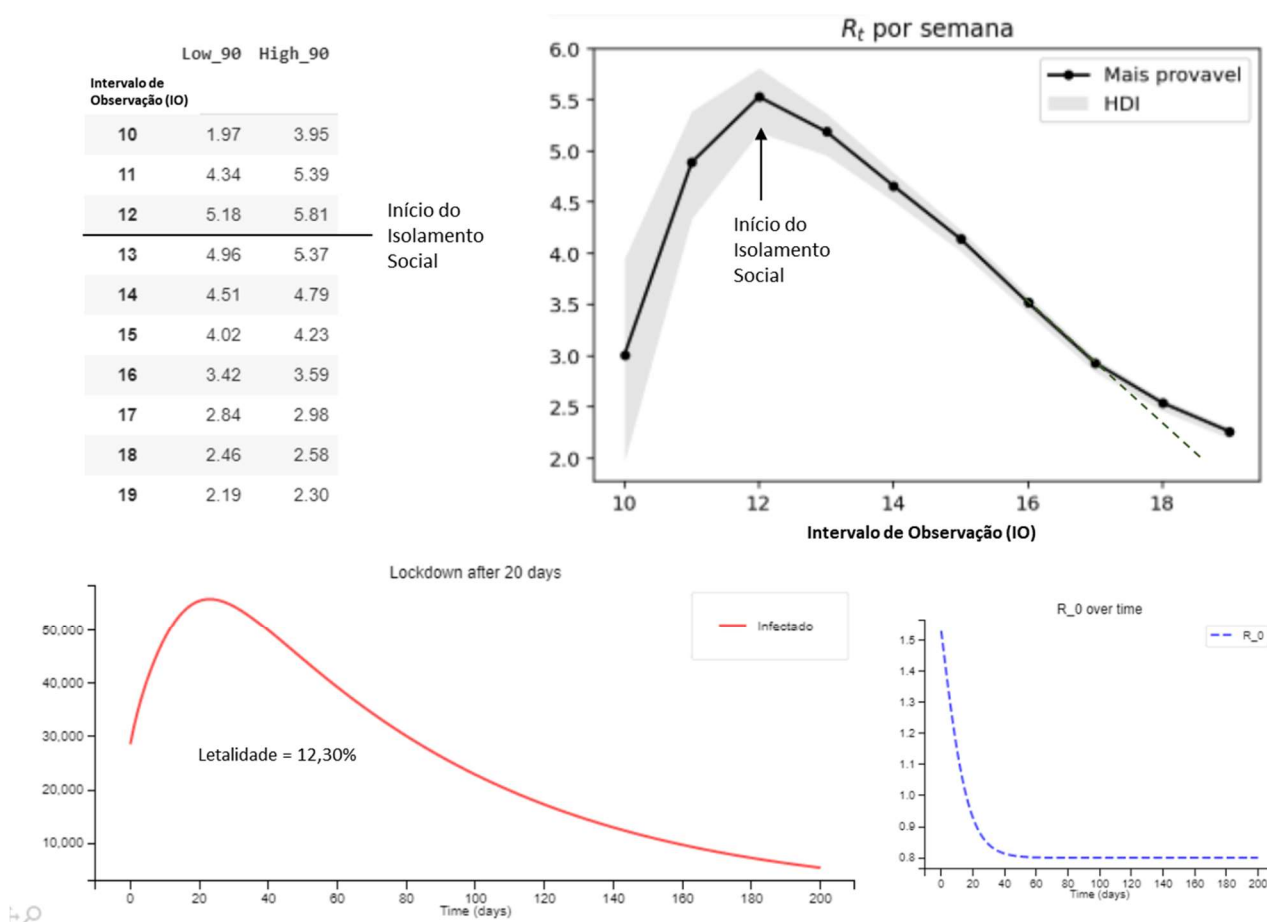 Low_90 High_90
Intervalo de
Observação (IO)
10 1.97 3.95
11 4.34 5.39
12 5.18 5.81
13 4.96 5.37
14 4.51 4.79
15 4.02 4.23
16 3.42 3.59
17 2.84 2.98
18 2.46 2.58
19 2.19 2.30
Início do
Isolamento
Social
R_t por semana
6.0
5.5
5.0
4.5
4.0
3.5
3.0
2.5
2.0
Mais provavel
HDI
Início do
Isolamento
Social
10 12 14 16 18
Intervalo de Observação (IO)
Lockdown after 20 days
50,000
40,000
30,000
20,000
10,000
Infectado
Letalidade = 12,30%
0 20 40 60 80 100 120 140 160 180 200
Time (days)
R_0 over time
1.5
1.4
1.3
1.2
1.1
1.0
0.9
0.8
R_0
0 20 40 60 80 100 120 140 160 180 200
Time (days)